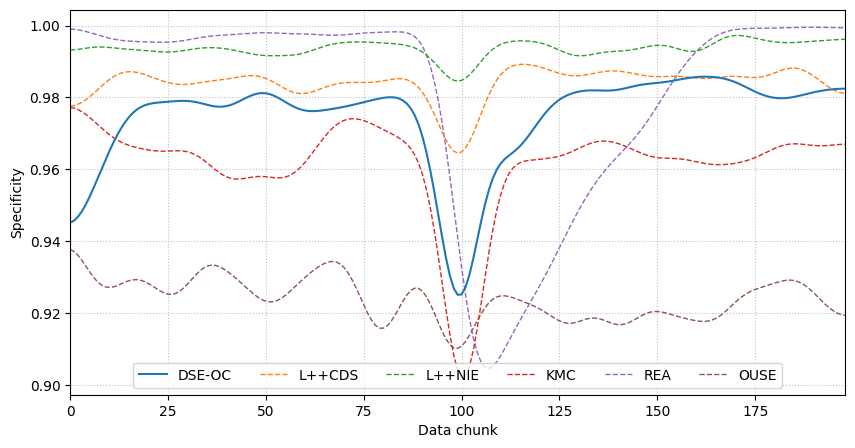 1.00
0.98
0.96
0.94
0.92
0.90
Specificity
DSE-OC L++CDS L++NIE KMC REA OUSE
0 25 50 75 100 125 150 175
Data chunk